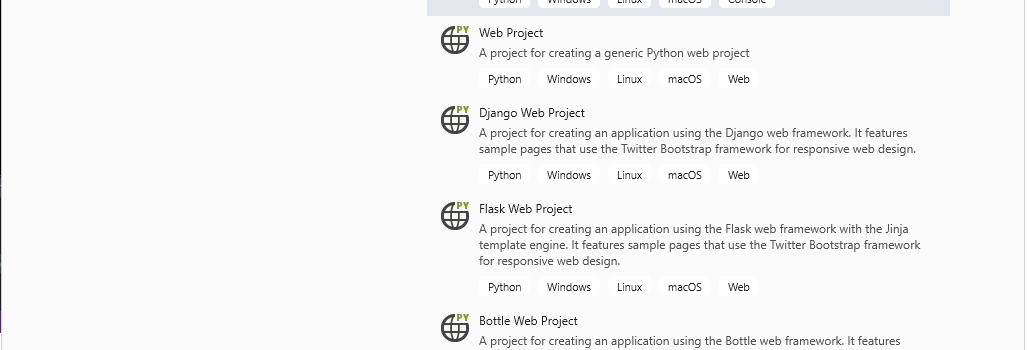 Python Windows Linux macOS Console
PY
Web Project
A project for creating a generic Python web project
Python Windows Linux macOS Web
PY
Django Web Project
A project for creating an application using the Django web framework. It features
sample pages that use the Twitter Bootstrap framework for responsive web design.
Python Windows Linux macOS Web
PY
Flask Web Project
A project for creating an application using the Flask web framework with the Jinja
template engine. It features sample pages that use the Twitter Bootstrap framework
for responsive web design.
Python Windows Linux macOS Web
PY
Bottle Web Project
A project for creating an application using the Bottle web framework. It features